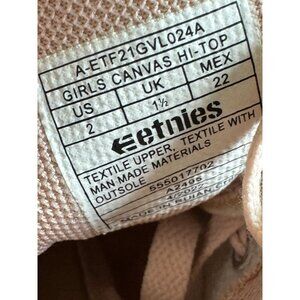 A-ETF21GVL024A
GIRLS CANVAS HI-TOP
US UK MEX
2 1½ 22
etnies
TEXTILE UPPER, TEXTILE WITH
MAN MADE MATERIALS
OUTSOLE
555017702
A2498